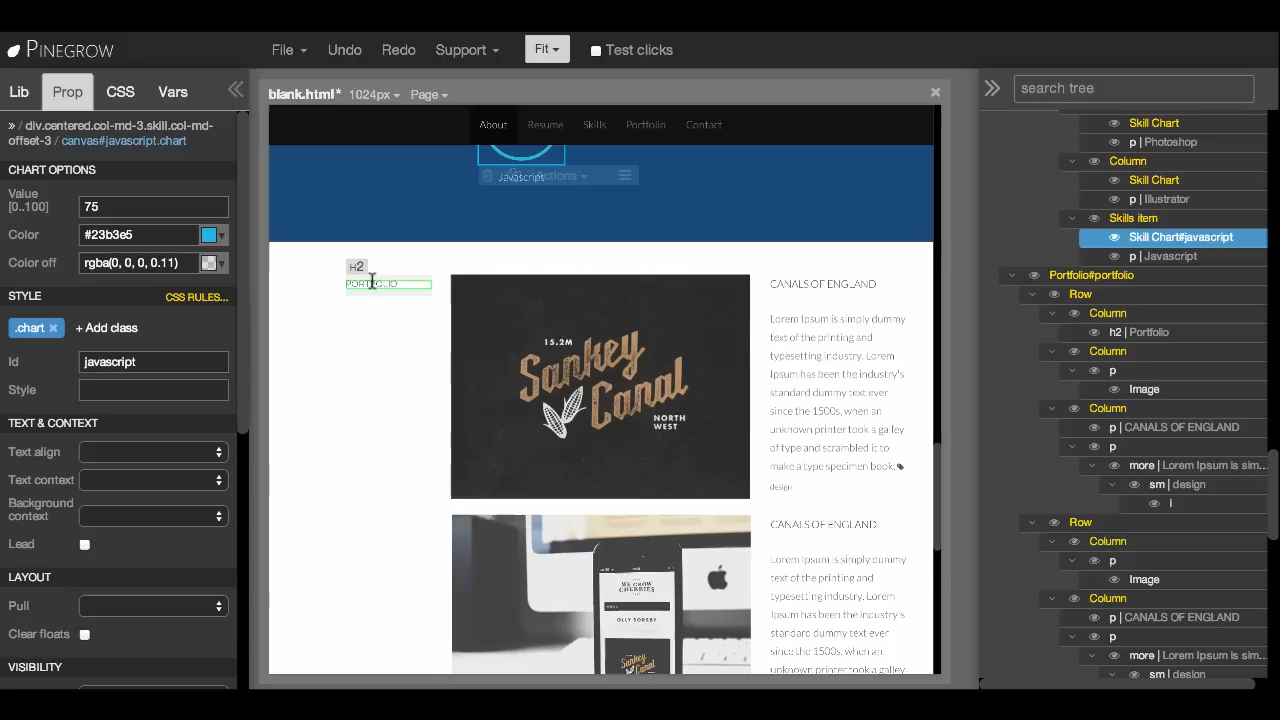 PINEGROW
File
Undo
Redo
Support
Fit
Test clicks
search tree
Lib
Prop
CSS
Vars
blank.html*
1024px
Page
» / div.centered.col-md-3.skill.col-md-
offset-3 / canvas#javascript.chart
CHART OPTIONS
Value
[0..100]
75
Color
#23b3e5
Color off
rgba(0, 0, 0, 0.11)
STYLE
CSS RULES...
.chart ×
+ Add class
Id
javascript
Style
TEXT & CONTEXT
Text align
Text context
Background
context
Lead
LAYOUT
Pull
Clear floats
VISIBILITY
About
Resume
Skills
Portfolio
Contact
Actions
Javascript
H2
PORTFOLIO
15.2M
Sankey
Canal
NORTH
WEST
CANALS OF ENGLAND
Lorem Ipsum is simply dummy
text of the printing and
typesetting industry. Lorem
Ipsum has been the industry's
standard dummy text ever
since the 1500s, when an
unknown printer took a galley
of type and scrambled it to
make a type specimen book.
design
WE GROW
CHERRIES
OLLY SORSBY
Sankey
CANALS OF ENGLAND
Lorem Ipsum is simply dummy
text of the printing and
typesetting industry. Lorem
Ipsum has been the industry's
standard dummy text ever
since the 1500s, when an
unknown printer took a galley
Skill Chart
p | Photoshop
Column
Skill Chart
p | Illustrator
Skills item
Skill Chart#javascript
p | Javascript
Portfolio#portfolio
Row
Column
h2 | Portfolio
Column
p
Image
Column
p | CANALS OF ENGLAND
p
more | Lorem Ipsum is sim...
sm | design
i
Row
Column
p
Image
Column
p | CANALS OF ENGLAND
p
more | Lorem Ipsum is sim...
sm | design